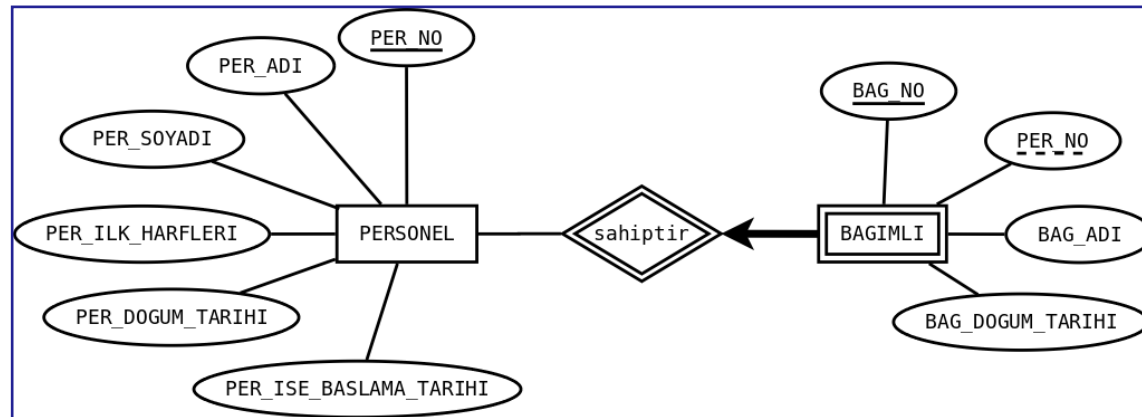 PER_NO
PER_ADI
PER_SOYADI
PER_ILK_HARFLERI
PER_DOGUM_TARIHI
PER_ISE_BASLAMA_TARIHI
PERSONEL
sahiptir
BAGIMLI
BAG_NO
PER_NO
BAG_ADI
BAG_DOGUM_TARIHI